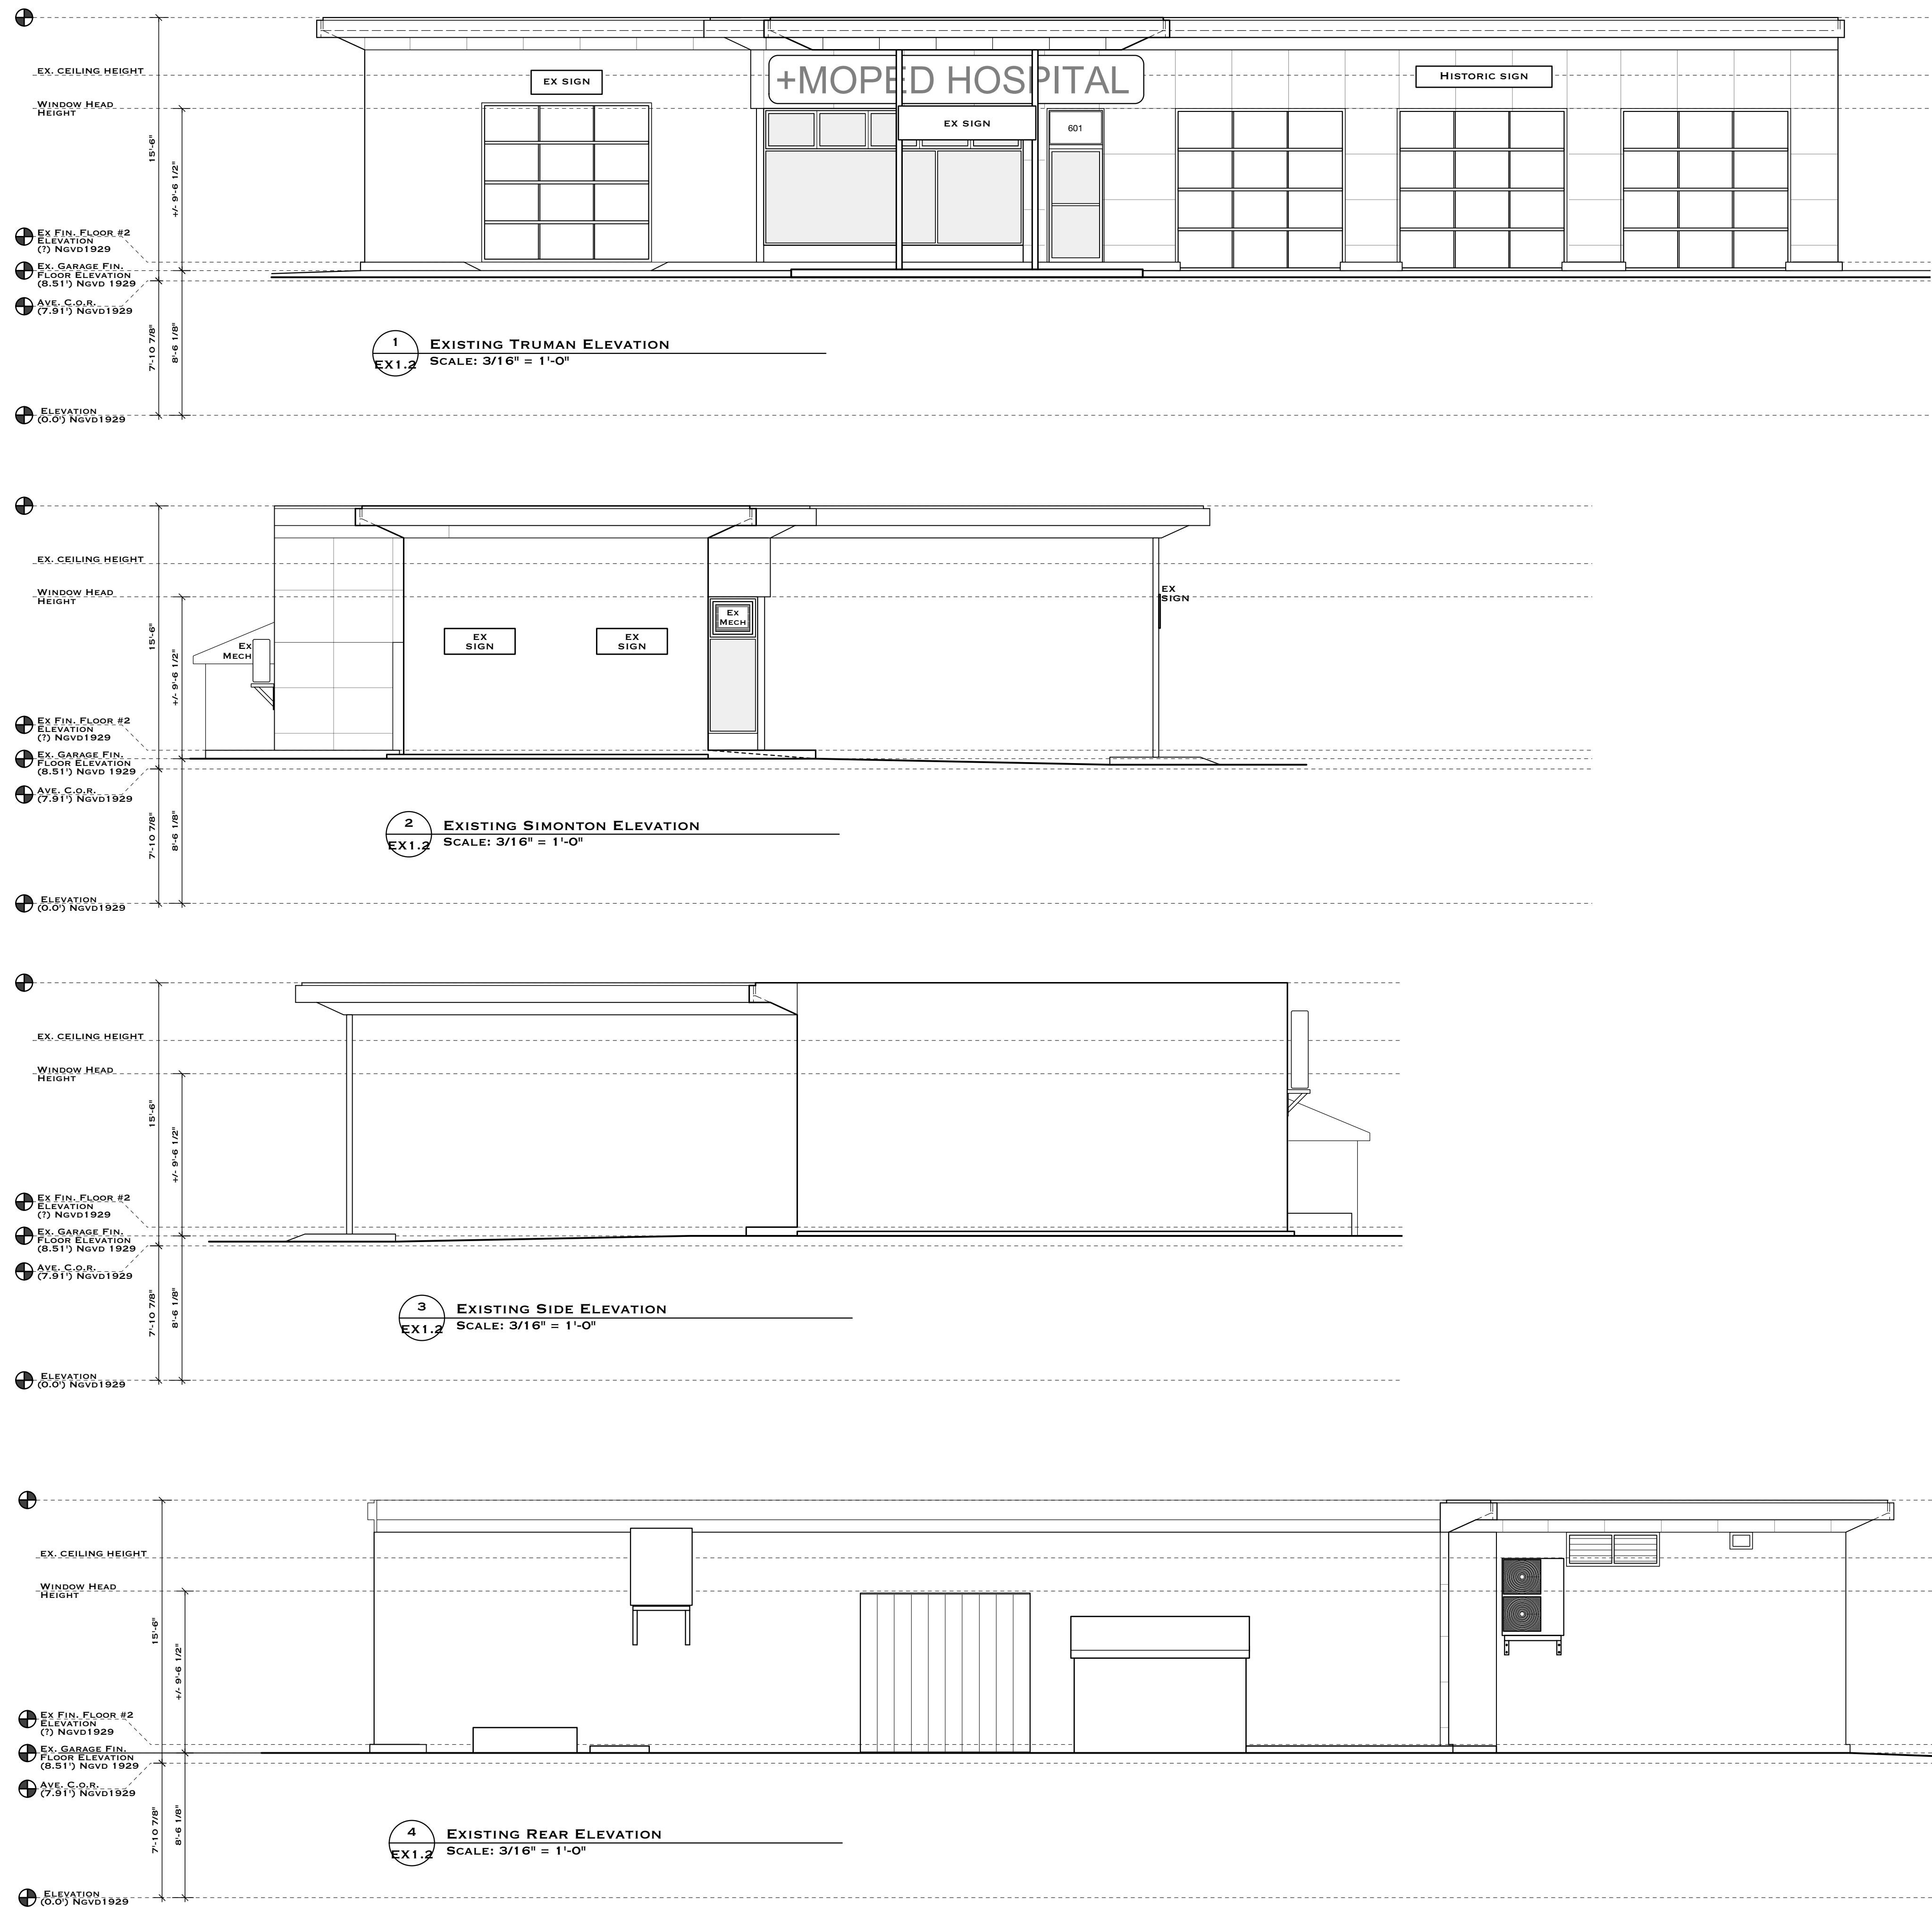 EX. CEILING HEIGHT
WINDOW HEAD
HEIGHT
15'-6"
+/- 9'-6 1/2"
EX FIN. FLOOR #2
ELEVATION
(?) NGVD1929
EX. GARAGE FIN.
FLOOR ELEVATION
(8.51') NGVD 1929
AVE. C.O.R.
(7.91') NGVD1929
7'-10 7/8"
8'-6 1/8"
ELEVATION
(0.0') NGVD1929
EX SIGN
+MOPED HOSPITAL
EX SIGN
601
HISTORIC SIGN
1
EX1.2
EXISTING TRUMAN ELEVATION
SCALE: 3/16" = 1'-0"
EX. CEILING HEIGHT
WINDOW HEAD
HEIGHT
15'-6"
+/- 9'-6 1/2"
EX FIN. FLOOR #2
ELEVATION
(?) NGVD1929
EX. GARAGE FIN.
FLOOR ELEVATION
(8.51') NGVD 1929
AVE. C.O.R.
(7.91') NGVD1929
7'-10 7/8"
8'-6 1/8"
ELEVATION
(0.0') NGVD1929
EX
MECH
EX
SIGN
EX
SIGN
EX
MECH
EX
SIGN
2
EX1.2
EXISTING SIMONTON ELEVATION
SCALE: 3/16" = 1'-0"
EX. CEILING HEIGHT
WINDOW HEAD
HEIGHT
15'-6"
+/- 9'-6 1/2"
EX FIN. FLOOR #2
ELEVATION
(?) NGVD1929
EX. GARAGE FIN.
FLOOR ELEVATION
(8.51') NGVD 1929
AVE. C.O.R.
(7.91') NGVD1929
7'-10 7/8"
8'-6 1/8"
ELEVATION
(0.0') NGVD1929
3
EX1.2
EXISTING SIDE ELEVATION
SCALE: 3/16" = 1'-0"
EX. CEILING HEIGHT
WINDOW HEAD
HEIGHT
15'-6"
+/- 9'-6 1/2"
EX FIN. FLOOR #2
ELEVATION
(?) NGVD1929
EX. GARAGE FIN.
FLOOR ELEVATION
(8.51') NGVD 1929
AVE. C.O.R.
(7.91') NGVD1929
7'-10 7/8"
8'-6 1/8"
ELEVATION
(0.0') NGVD1929
4
EX1.2
EXISTING REAR ELEVATION
SCALE: 3/16" = 1'-0"